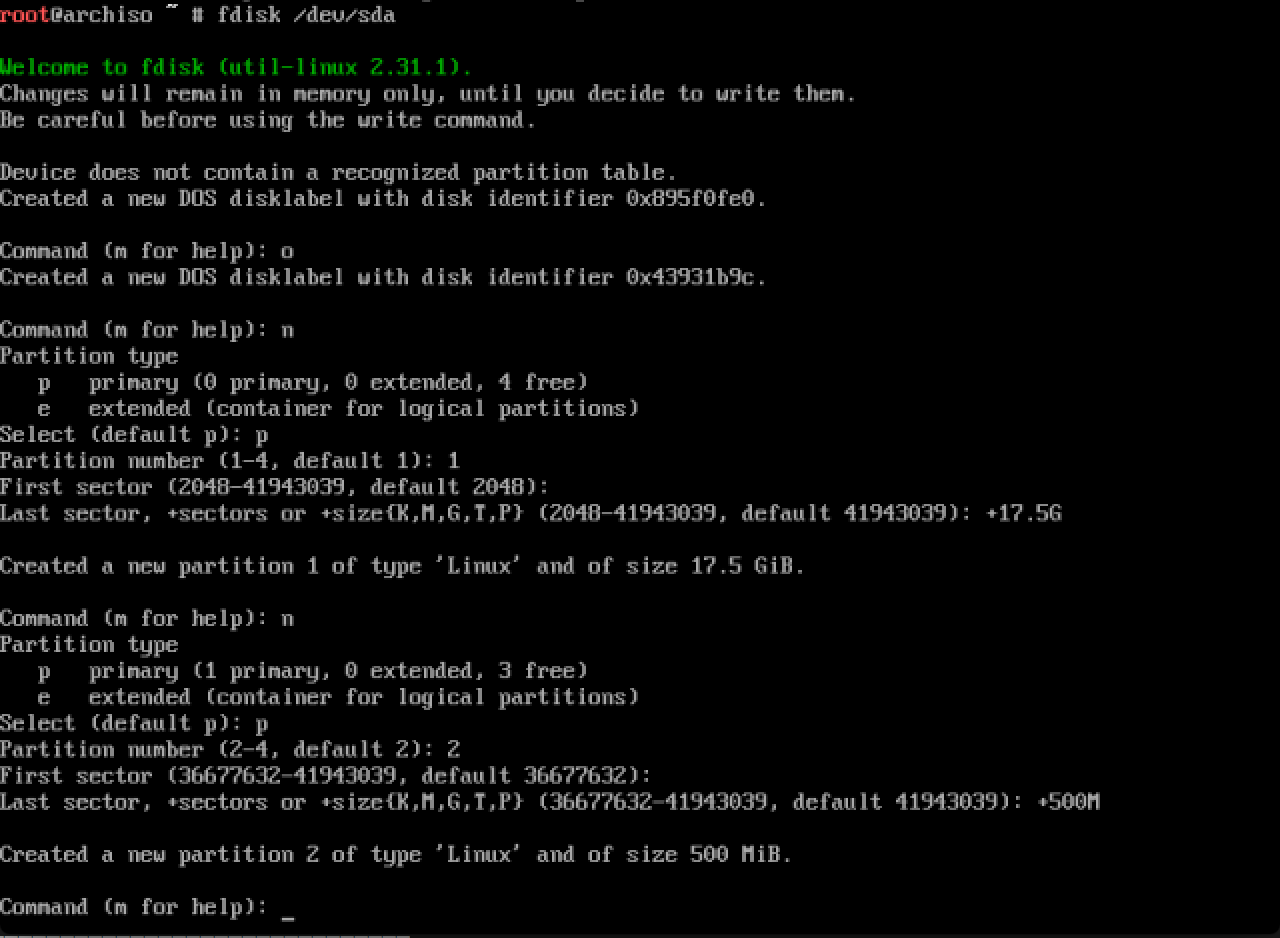 root@archiso ~ # fdisk /dev/sda
Welcome to fdisk (util-linux 2.31.1).
Changes will remain in memory only, until you decide to write them.
Be careful before using the write command.
Device does not contain a recognized partition table.
Created a new DOS disklabel with disk identifier 0x895f0fe0.
Command (m for help): o
Created a new DOS disklabel with disk identifier 0x43931b9c.
Command (m for help): n
Partition type
   p   primary (0 primary, 0 extended, 4 free)
   e   extended (container for logical partitions)
Select (default p): p
Partition number (1-4, default 1): 1
First sector (2048-41943039, default 2048):
Last sector, +sectors or +size{K,M,G,T,P} (2048-41943039, default 41943039): +17.5G
Created a new partition 1 of type 'Linux' and of size 17.5 GiB.
Command (m for help): n
Partition type
   p   primary (1 primary, 0 extended, 3 free)
   e   extended (container for logical partitions)
Select (default p): p
Partition number (2-4, default 2): 2
First sector (36677632-41943039, default 36677632):
Last sector, +sectors or +size{K,M,G,T,P} (36677632-41943039, default 41943039): +500M
Created a new partition 2 of type 'Linux' and of size 500 MiB.
Command (m for help): _